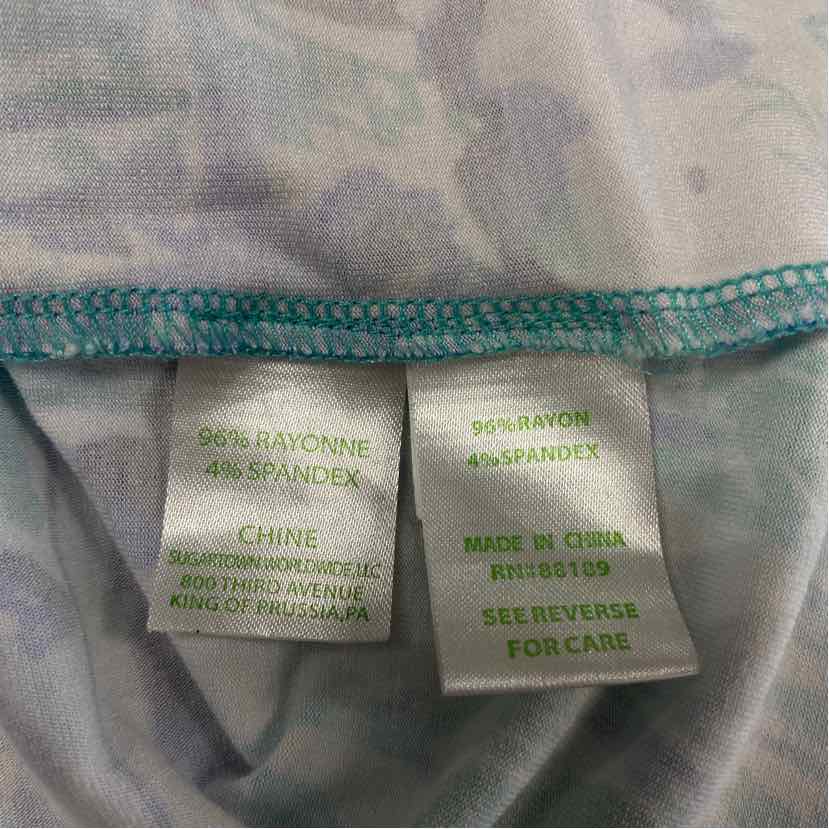 96% RAYONNE
4% SPANDEX
CHINE
SUGARTOWN WORLDWIDE, LLC
800 THIRD AVENUE
KING OF PRUSSIA, PA
96% RAYON
4% SPANDEX
MADE IN CHINA
RN#88189
SEE REVERSE
FOR CARE